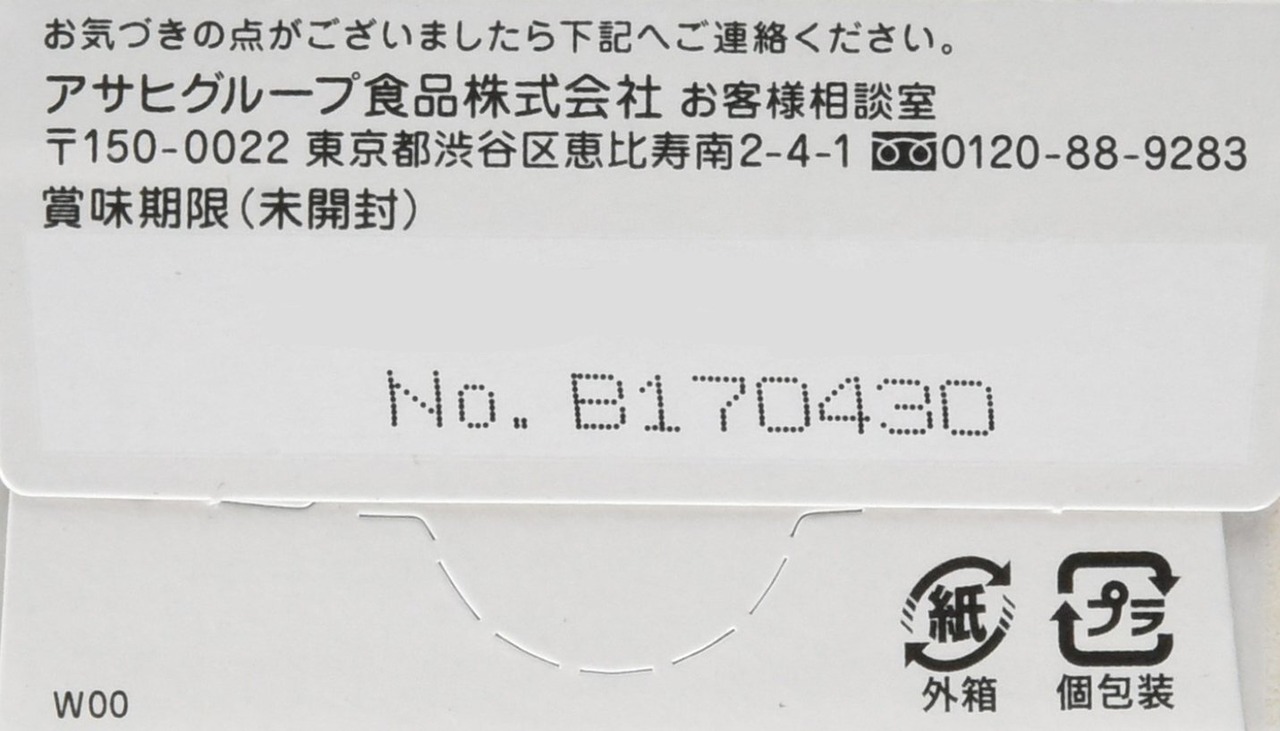 お気づきの点がございましたら下記へご連絡ください。
アサヒグループ食品株式会社 お客様相談室
〒150-0022 東京都渋谷区恵比寿南2-4-1 0120-88-9283
賞味期限(未開封)
No. B170430
紙 プラ
外箱 個包装
W00